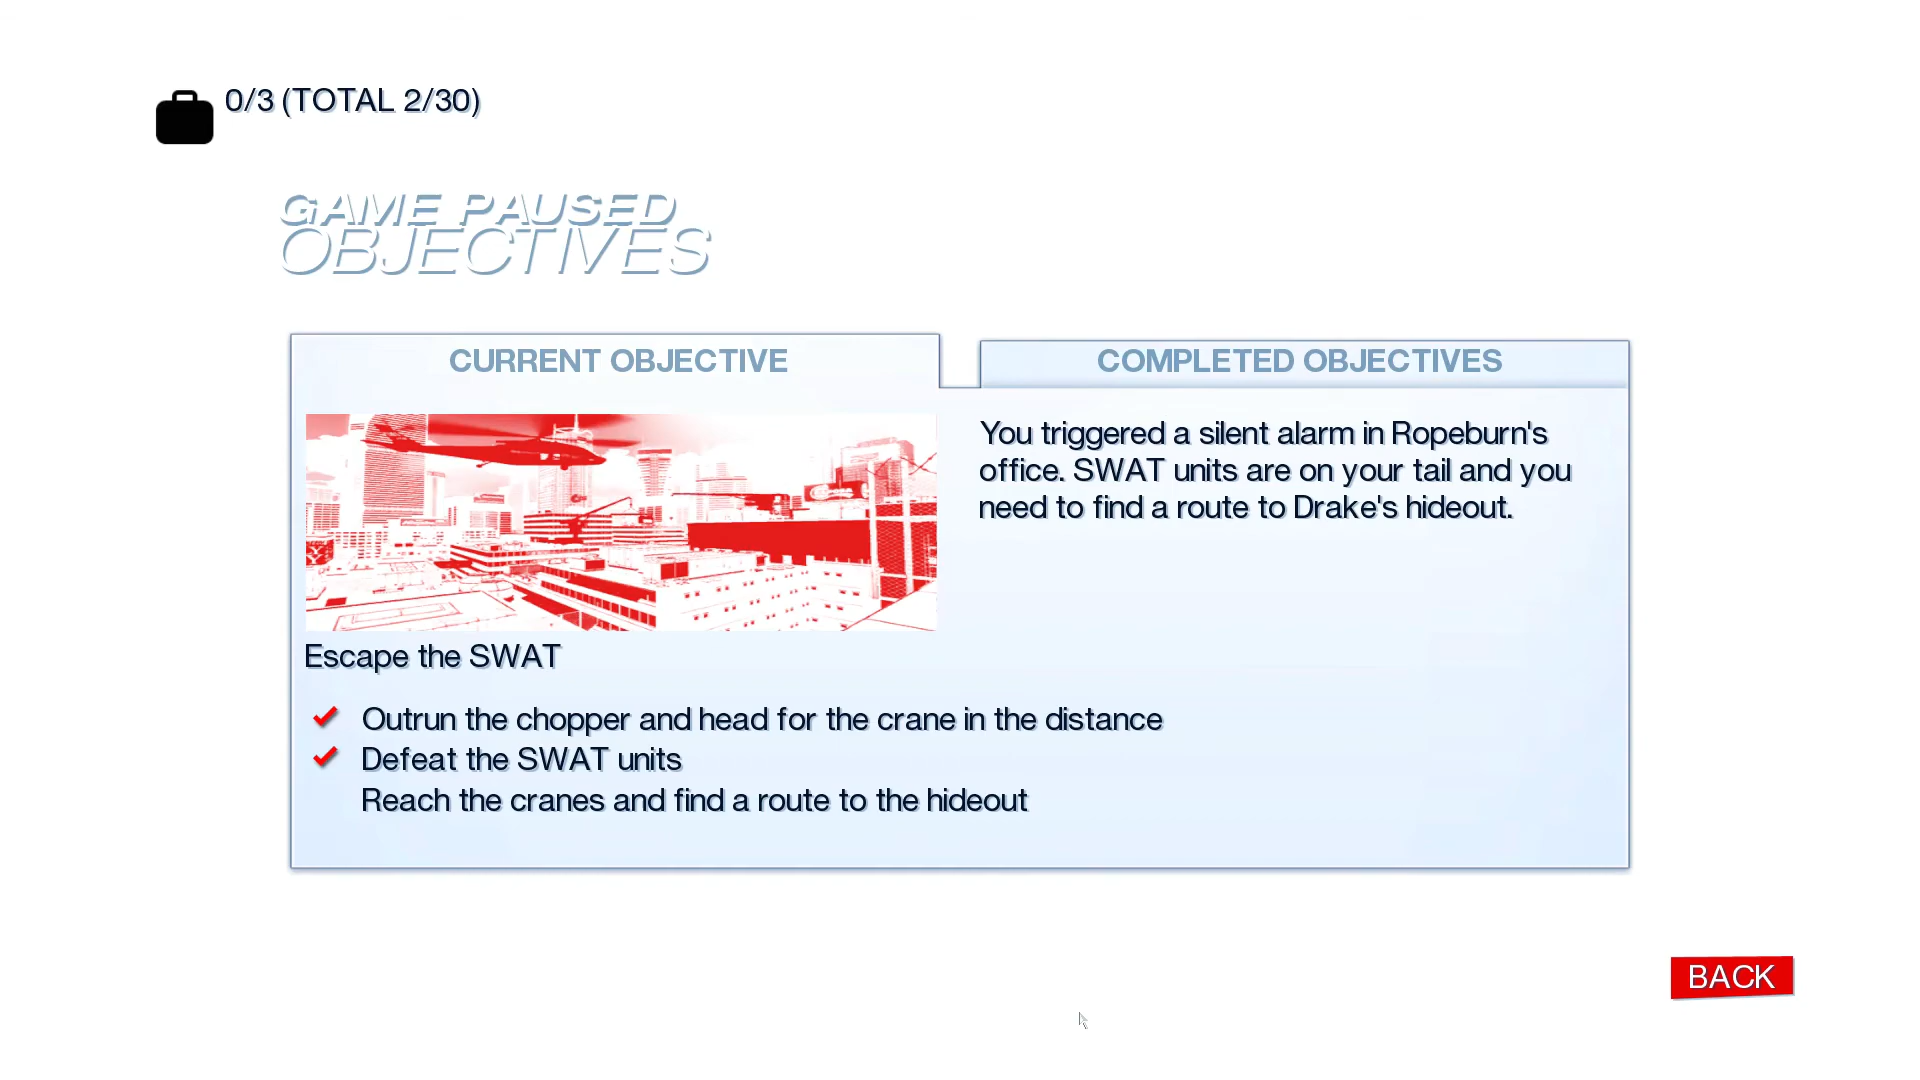 0/3 (TOTAL 2/30)
GAME PAUSED
OBJECTIVES
CURRENT OBJECTIVE
COMPLETED OBJECTIVES
You triggered a silent alarm in Ropeburn's
office. SWAT units are on your tail and you
need to find a route to Drake's hideout.
Escape the SWAT
Outrun the chopper and head for the crane in the distance
Defeat the SWAT units
Reach the cranes and find a route to the hideout
BACK